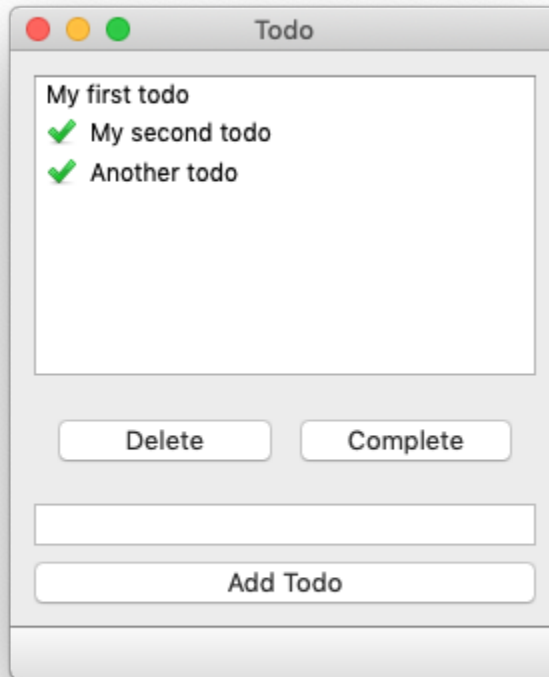 Todo
My first todo
My second todo
Another todo
Delete Complete
Add Todo